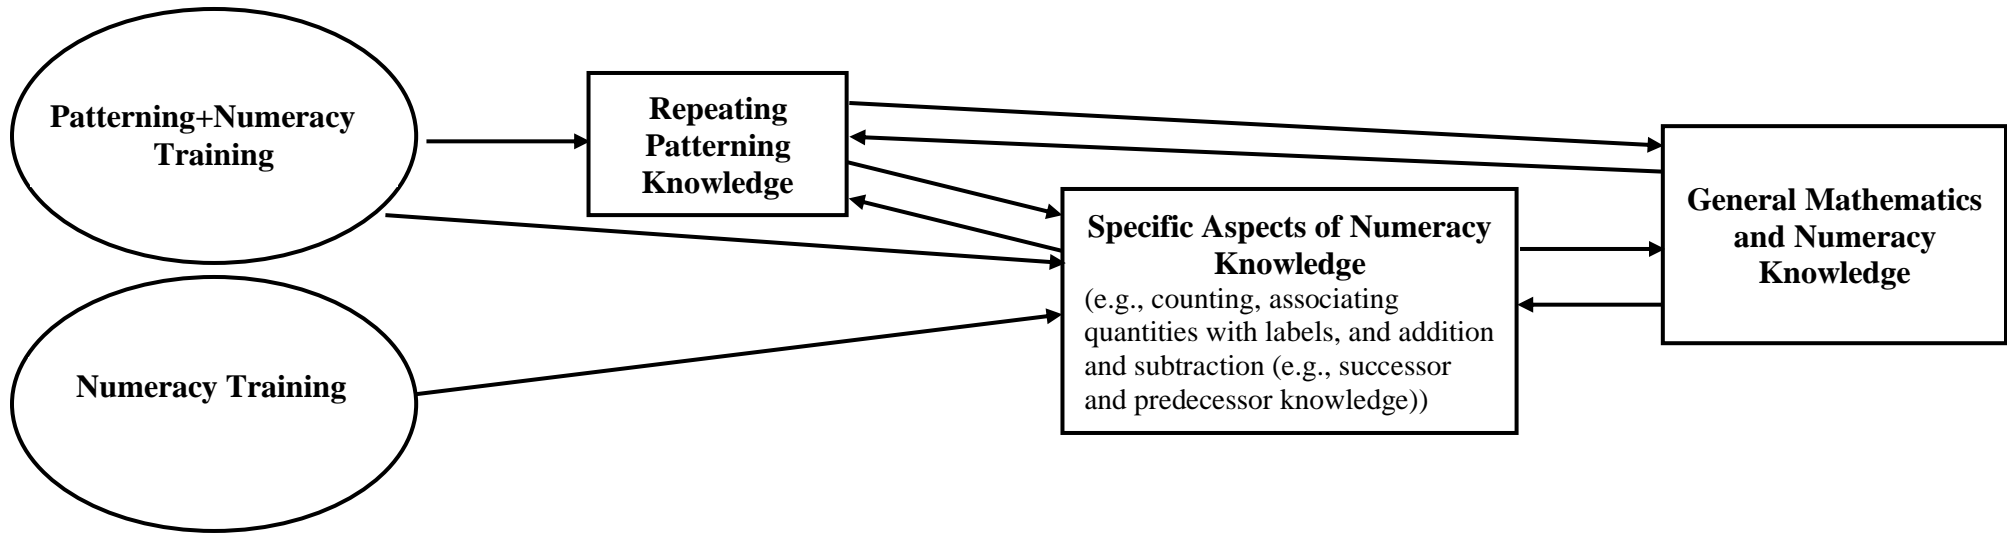 Patterning+Numeracy
Training
Repeating
Patterning
Knowledge
Specific Aspects of Numeracy
Knowledge
(e.g., counting, associating
quantities with labels, and addition
and subtraction (e.g., successor
and predecessor knowledge))
General Mathematics
and Numeracy
Knowledge
Numeracy Training